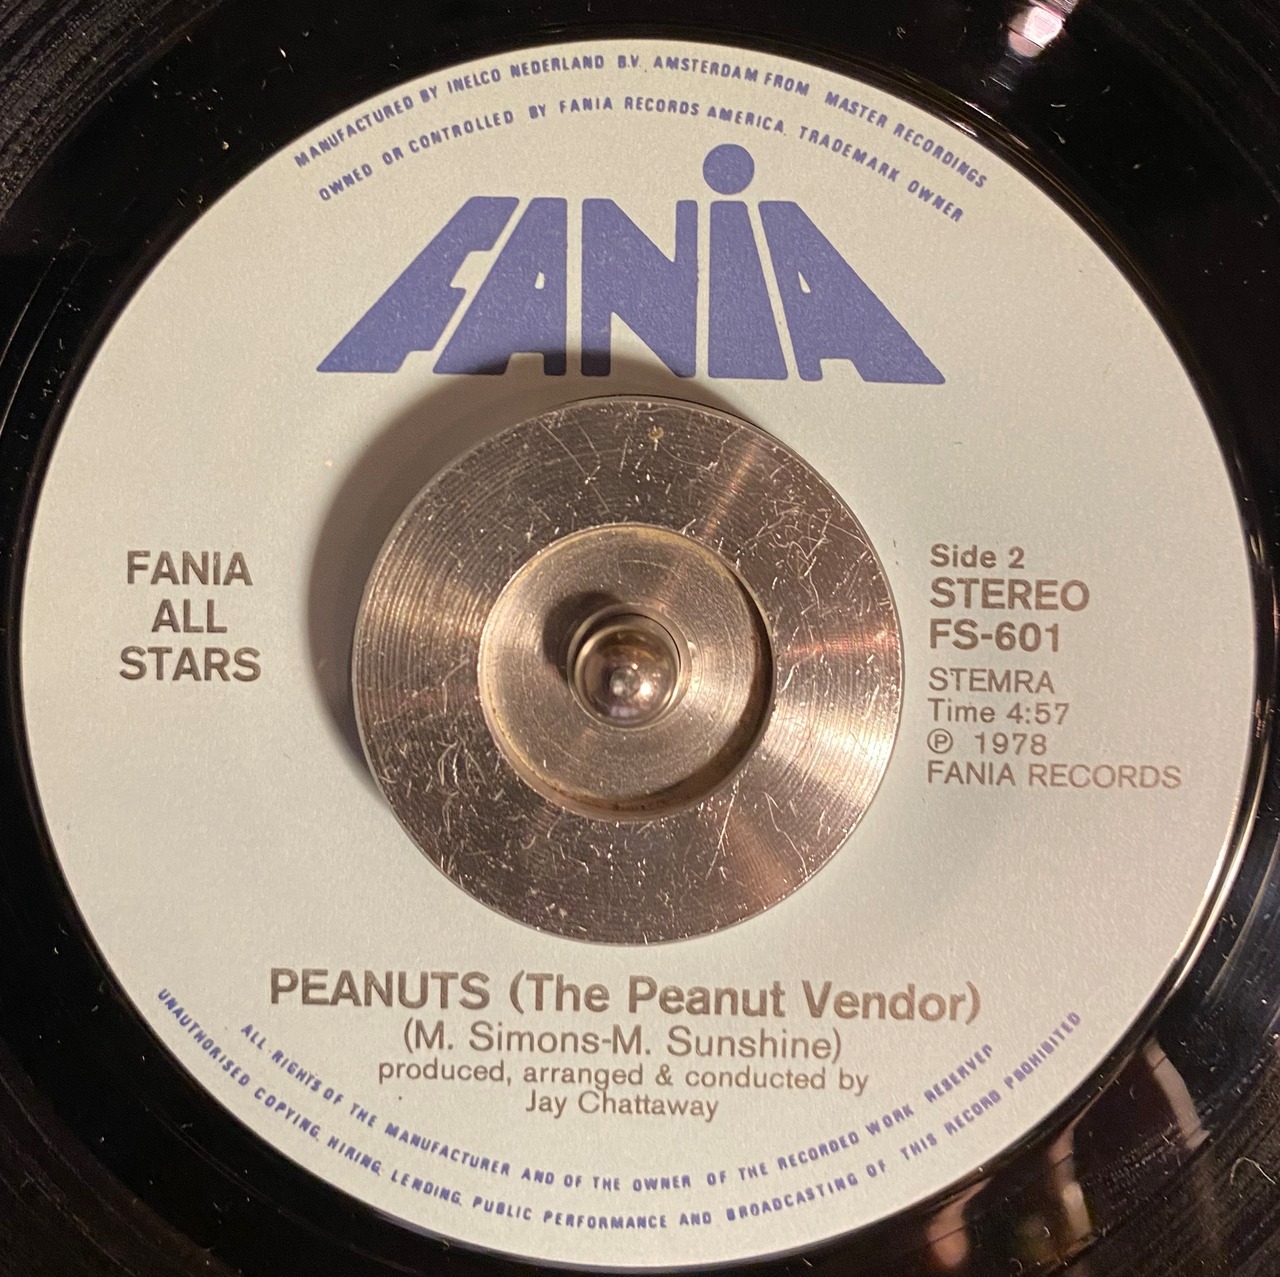 MANUFACTURED BY INELCO NEDERLAND B.V. AMSTERDAM FROM MASTER RECORDINGS
OWNED OR CONTROLLED BY FANIA RECORDS AMERICA. TRADEMARK OWNER
FANIA
FANIA
ALL
STARS
Side 2
STEREO
FS-601
STEMRA
Time 4:57
℗ 1978
FANIA RECORDS
PEANUTS (The Peanut Vendor)
(M. Simons-M. Sunshine)
produced, arranged & conducted by
Jay Chattaway
ALL RIGHTS OF THE MANUFACTURER AND OF THE OWNER OF THE RECORDED WORK RESERVED
UNAUTHORISED COPYING, HIRING, LENDING, PUBLIC PERFORMANCE AND BROADCASTING OF THIS RECORD PROHIBITED